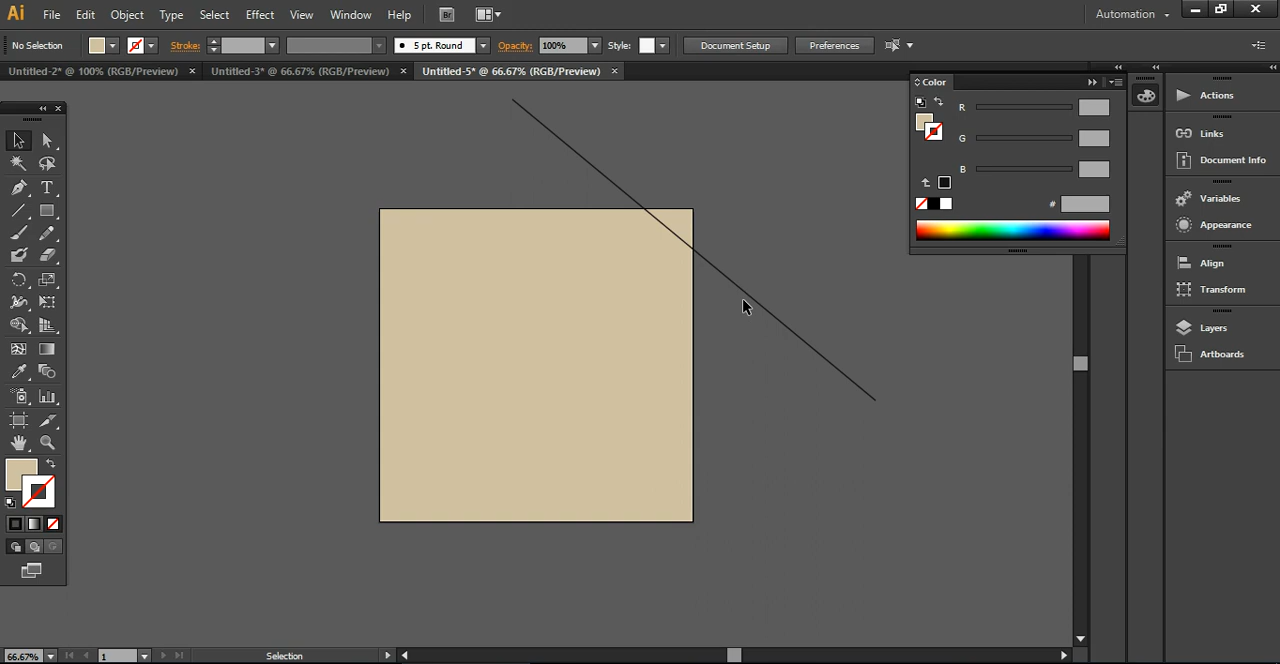 Ai File Edit Object Type Select Effect View Window Help Br Automation
No Selection Stroke: 5 pt. Round Opacity: 100% Style: Document Setup Preferences
Untitled-2* @ 100% (RGB/Preview) × Untitled-3* @ 66.67% (RGB/Preview) × Untitled-5* @ 66.67% (RGB/Preview) ×
Color
R
G
B
#
Actions
Links
Document Info
Variables
Appearance
Align
Transform
Layers
Artboards
T
66.67% 1 Selection